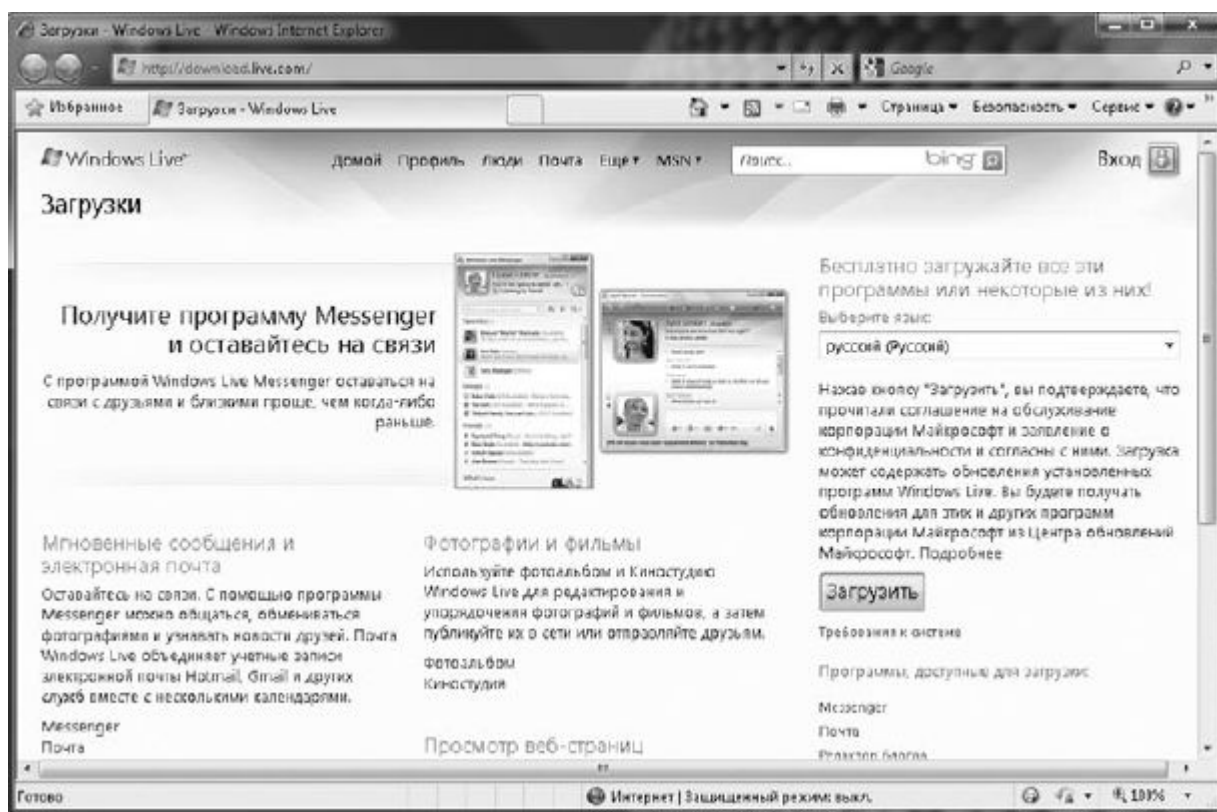 Загрузки - Windows Live - Windows Internet Explorer
http://download.live.com/
Google
Избранное
Загрузки - Windows Live
Страница
Безопасность
Сервис
Windows Live
Домой Профиль Люди Почта Еще MSN
Поиск...
bing
Вход
Загрузки
Получите программу Messenger
и оставайтесь на связи
С программой Windows Live Messenger оставаться на
связи с друзьями и близкими проще, чем когда-либо
раньше.
Мгновенные сообщения и
электронная почта
Оставайтесь на связи. С помощью программы
Messenger можно общаться, обмениваться
фотографиями и узнавать новости друзей. Почта
Windows Live объединяет учетные записи
электронной почты Hotmail, Gmail и других
служб вместе с несколькими календарями.
Messenger
Почта
Фотографии и фильмы
Используйте фотоальбом и Киностудию
Windows Live для редактирования и
упорядочения фотографий и фильмов, а затем
публикуйте их в сети или отправляйте друзьям.
Фотоальбом
Киностудия
Просмотр веб-страниц
Бесплатно загружайте все эти
программы или некоторые из них!
Выберите язык:
русский (Русский)
Нажав кнопку "Загрузить", вы подтверждаете, что
прочитали соглашение на обслуживание
корпорации Майкрософт и заявление о
конфиденциальности и согласны с ними. Загрузка
может содержать обновления установленных
программ Windows Live. Вы будете получать
обновления для этих и других программ
корпорации Майкрософт из Центра обновлений
Майкрософт. Подробнее
Загрузить
Требования к системе
Программы, доступные для загрузки:
Messenger
Почта
Редактор блогов
Готово
Интернет | Защищенный режим: выкл.
100%